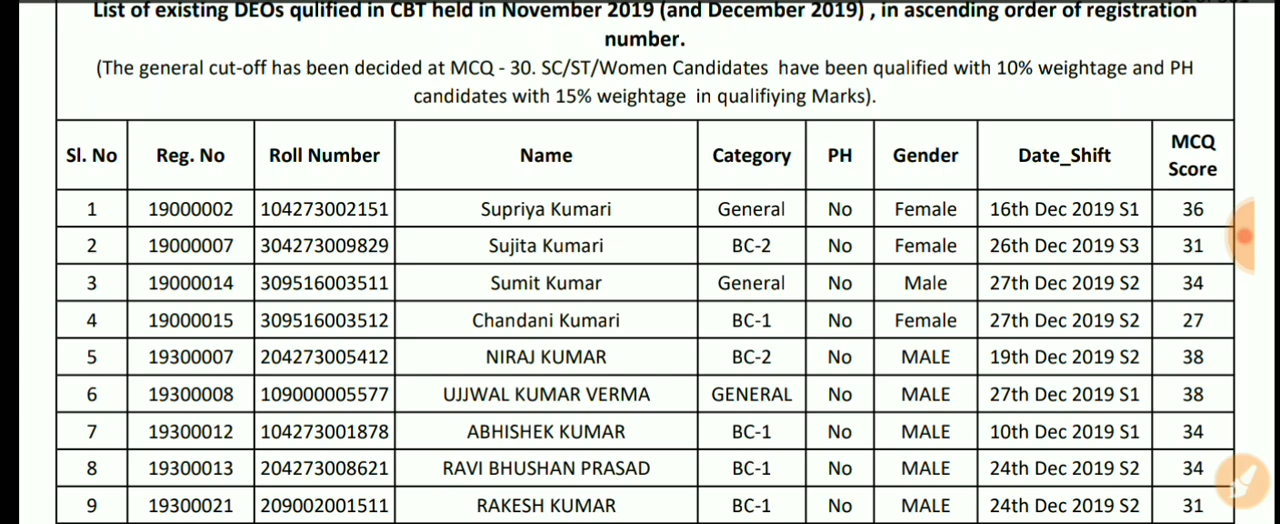 List of existing DEOs qulified in CBT held in November 2019 (and December 2019) , in ascending order of registration
number.
(The general cut-off has been decided at MCQ - 30. SC/ST/Women Candidates have been qualified with 10% weightage and PH
candidates with 15% weightage in qualifiying Marks).
Sl. No Reg. No Roll Number Name Category PH Gender Date_Shift MCQ Score
1 19000002 104273002151 Supriya Kumari General No Female 16th Dec 2019 S1 36
2 19000007 304273009829 Sujita Kumari BC-2 No Female 26th Dec 2019 S3 31
3 19000014 309516003511 Sumit Kumar General No Male 27th Dec 2019 S2 34
4 19000015 309516003512 Chandani Kumari BC-1 No Female 27th Dec 2019 S2 27
5 19300007 204273005412 NIRAJ KUMAR BC-2 No MALE 19th Dec 2019 S2 38
6 19300008 109000005577 UJJWAL KUMAR VERMA GENERAL No MALE 27th Dec 2019 S1 38
7 19300012 104273001878 ABHISHEK KUMAR BC-1 No MALE 10th Dec 2019 S1 34
8 19300013 204273008621 RAVI BHUSHAN PRASAD BC-1 No MALE 24th Dec 2019 S2 34
9 19300021 209002001511 RAKESH KUMAR BC-1 No MALE 24th Dec 2019 S2 31